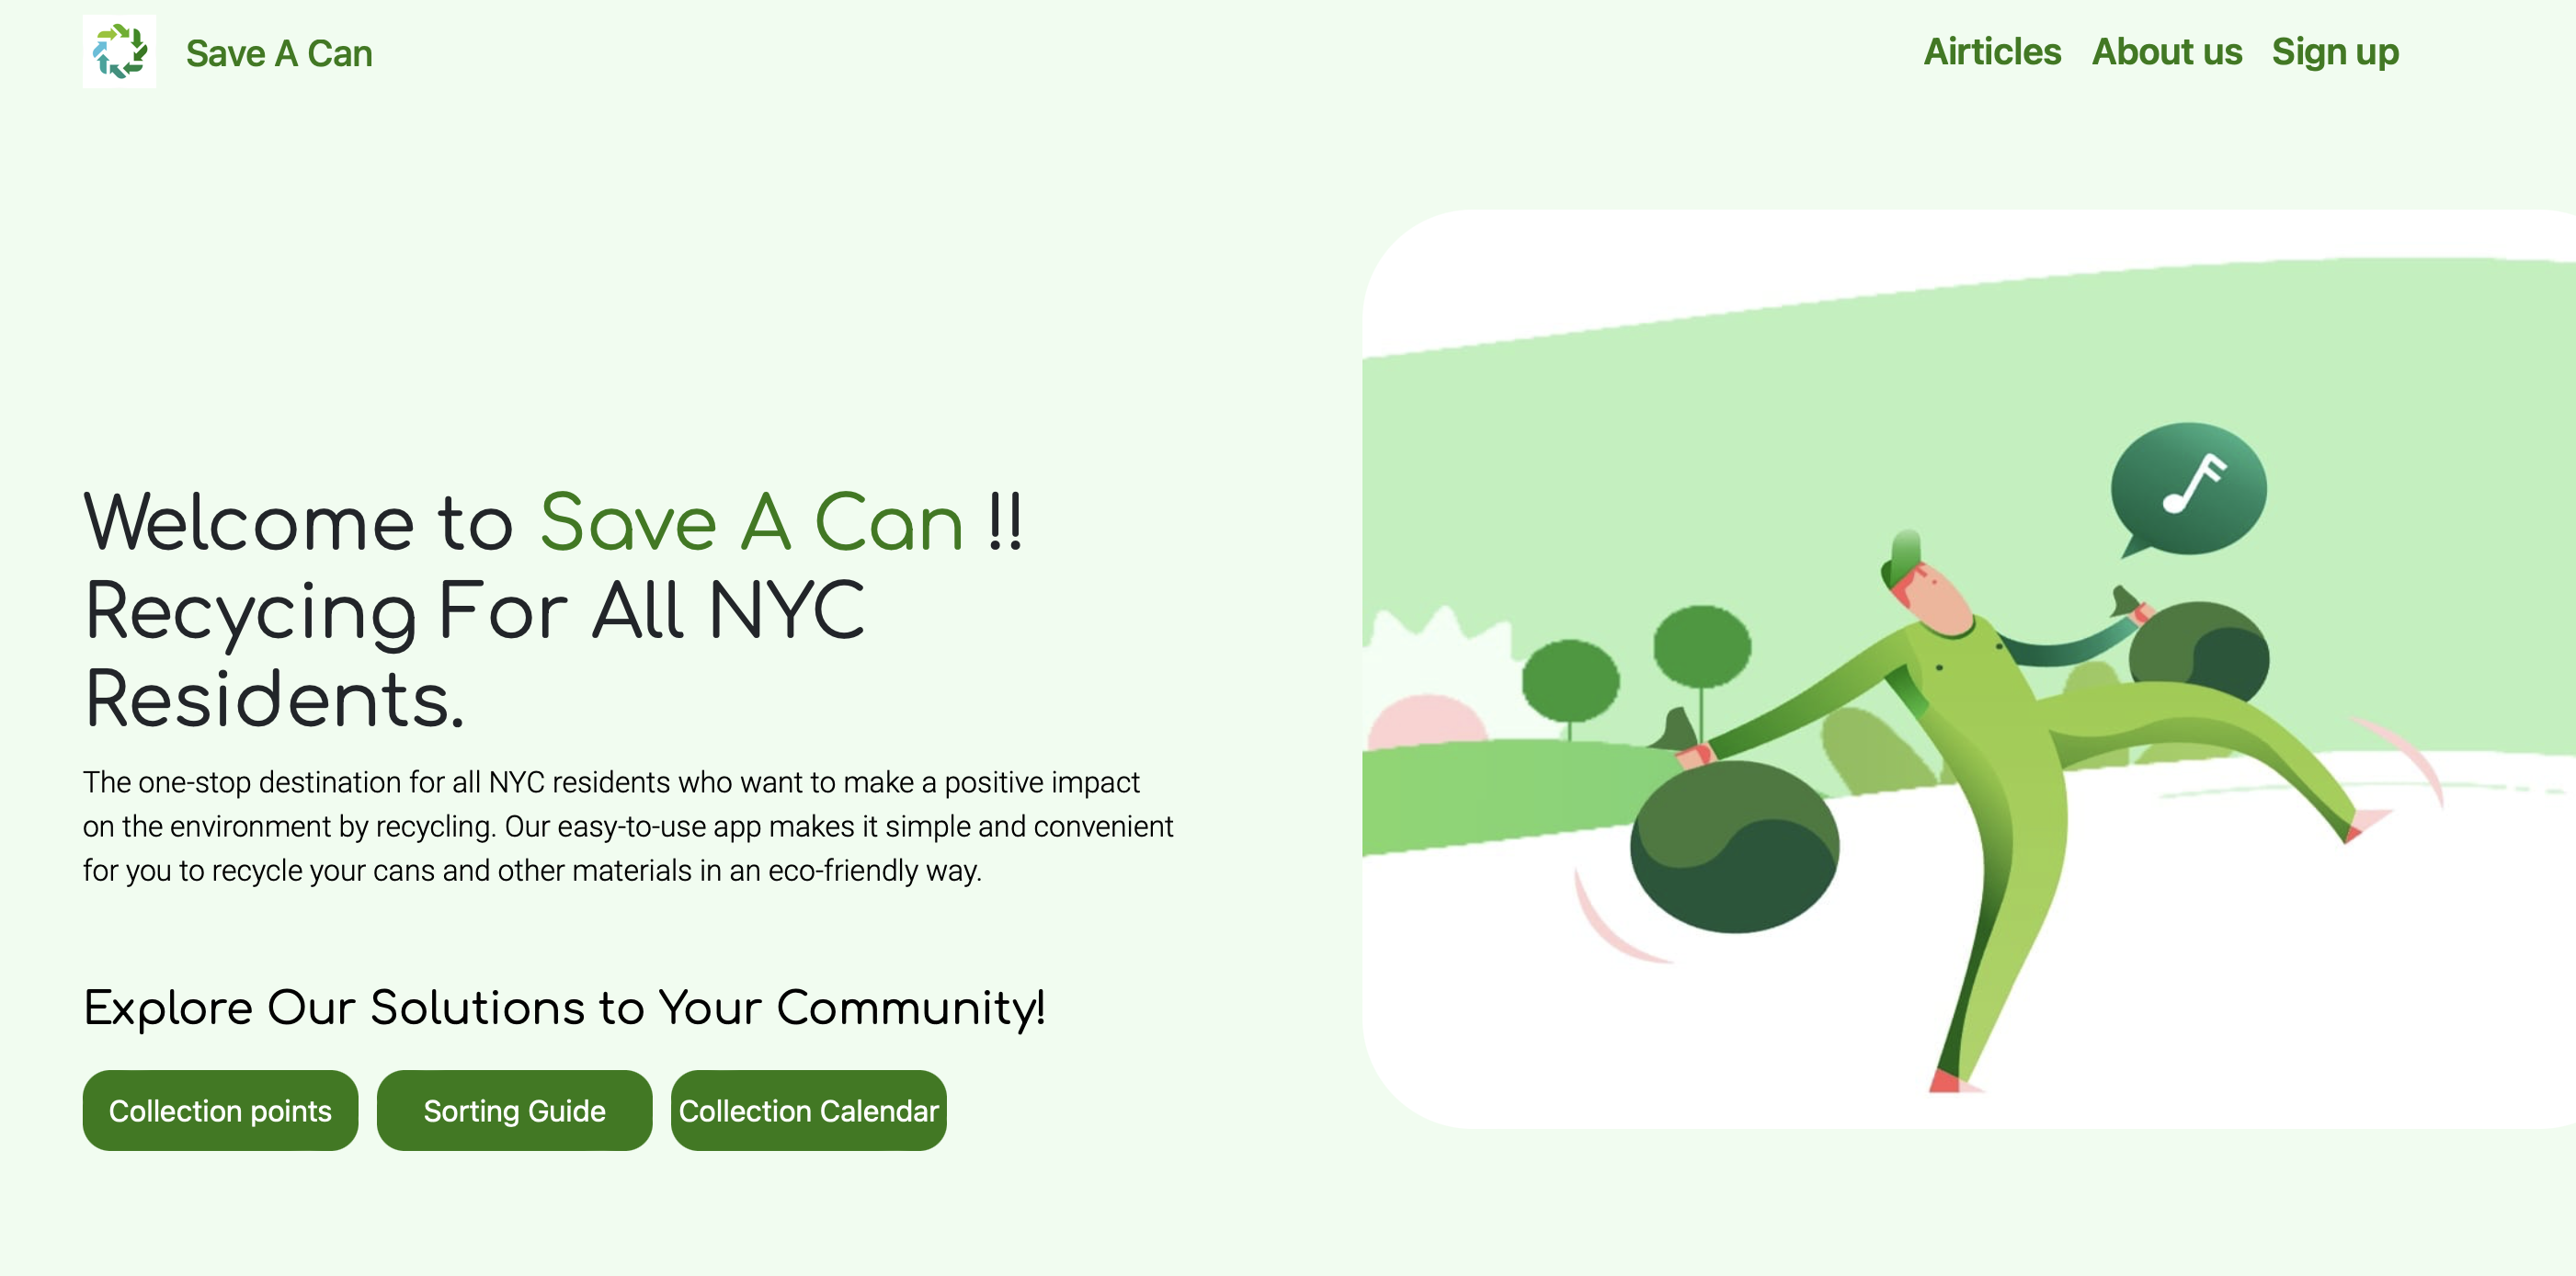 Save A Can
Airticles About us Sign up
Welcome to Save A Can !!
Recycing For All NYC
Residents.
The one-stop destination for all NYC residents who want to make a positive impact
on the environment by recycling. Our easy-to-use app makes it simple and convenient
for you to recycle your cans and other materials in an eco-friendly way.
Explore Our Solutions to Your Community!
Collection points
Sorting Guide
Collection Calendar